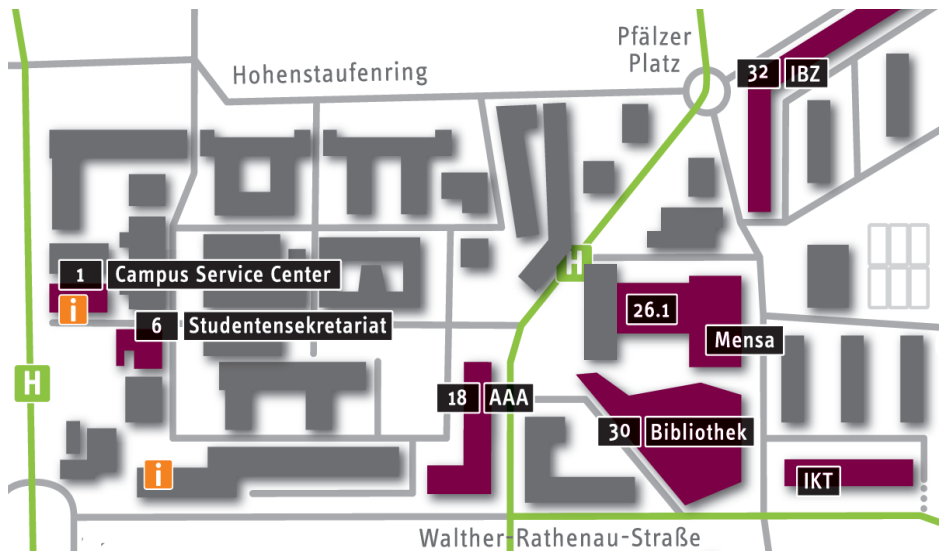 Pfälzer
Platz
Hohenstaufenring
32 IBZ
H
1 Campus Service Center
i
26.1
6 Studentensekretariat
Mensa
H
18 AAA
30 Bibliothek
i
IKT
Walther-Rathenau-Straße